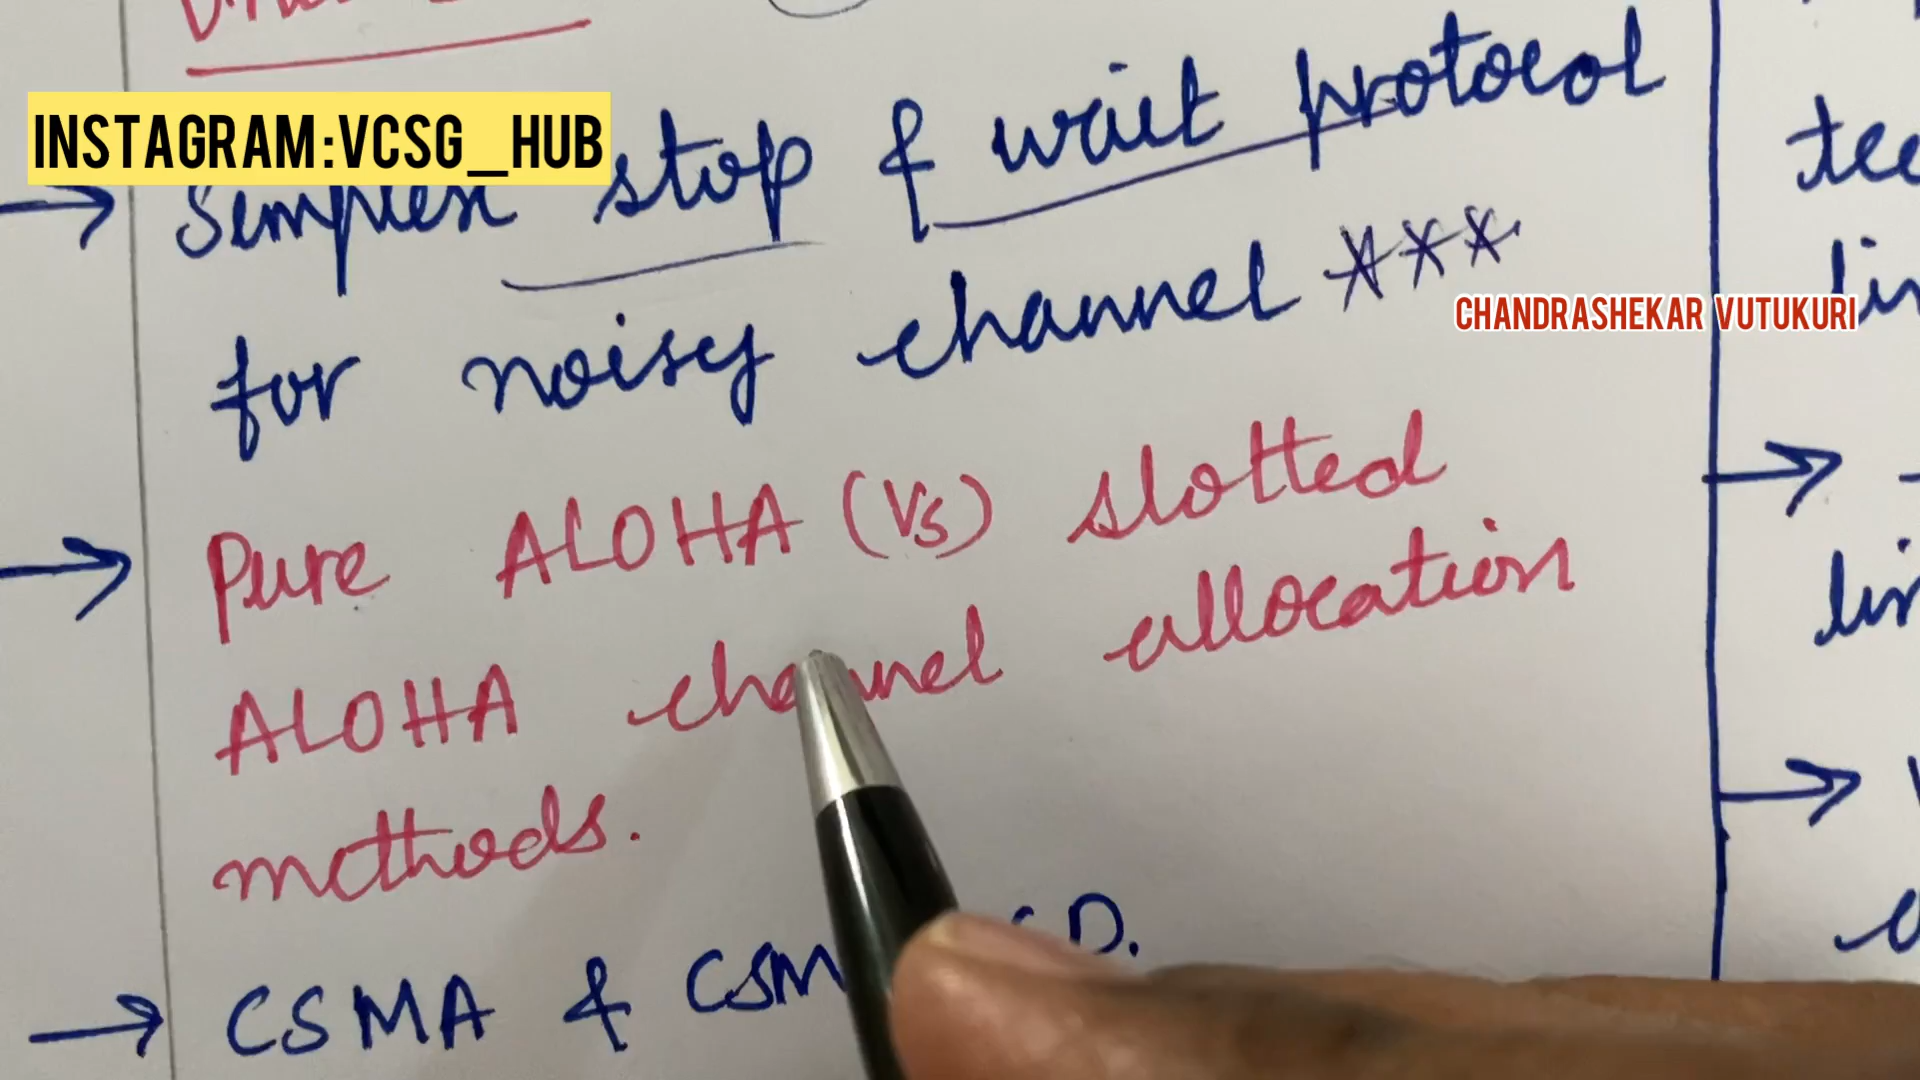 INSTAGRAM:VCSG_HUB
Simplex stop & wait protocol
for noisy channel ***
CHANDRASHEKAR VUTUKURI
Pure ALOHA (Vs) slotted
ALOHA channel allocation
methods.
CSMA &